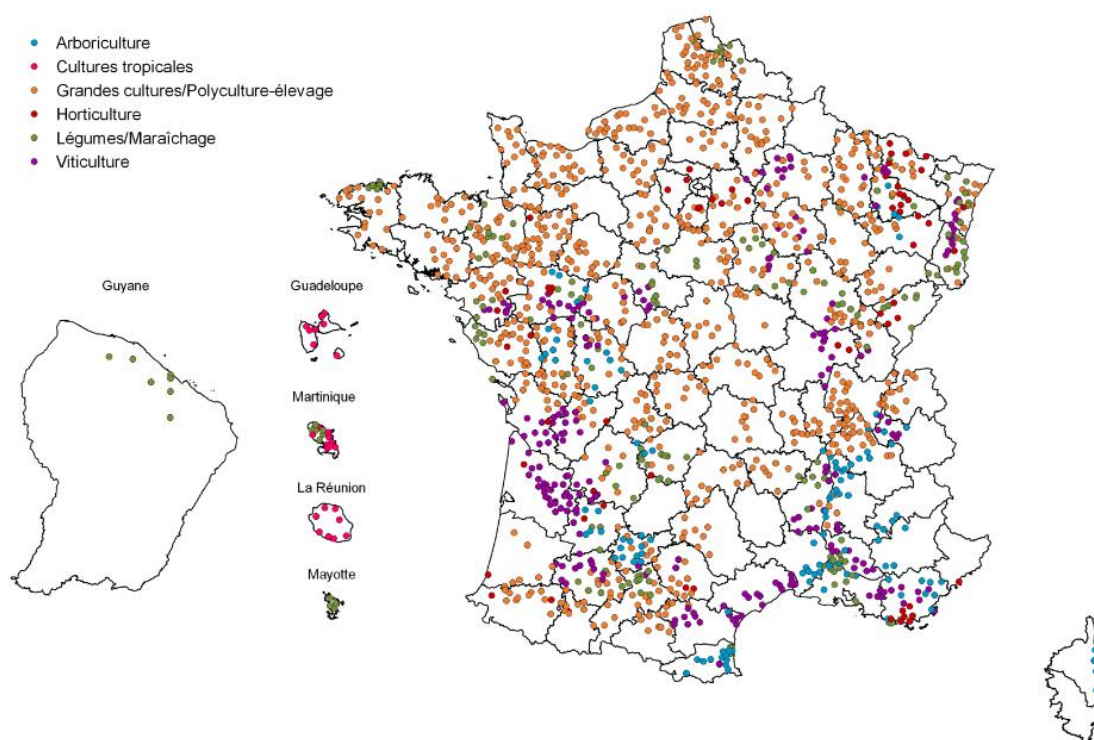 Arboriculture
Cultures tropicales
Grandes cultures/Polyculture-élevage
Horticulture
Légumes/Maraîchage
Viticulture
Guyane
Guadeloupe
Martinique
La Réunion
Mayotte